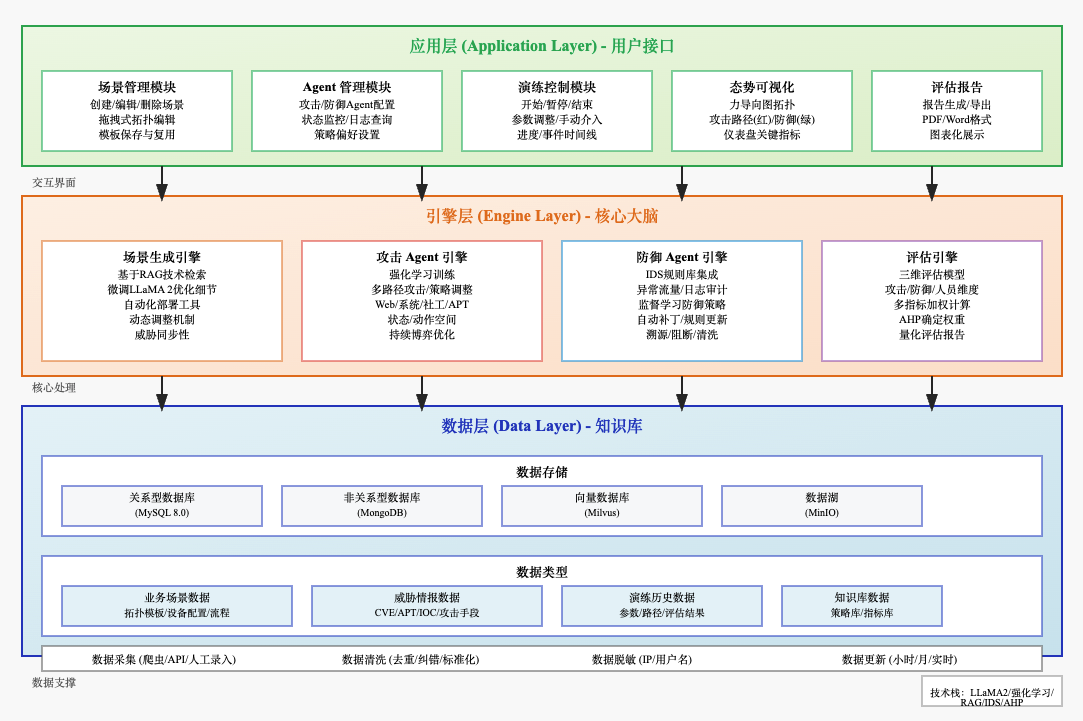 应用层 (Application Layer) - 用户接口
场景管理模块
创建/编辑/删除场景
拖拽式拓扑编辑
模板保存与复用
Agent 管理模块
攻击/防御Agent配置
状态监控/日志查询
策略偏好设置
演练控制模块
开始/暂停/结束
参数调整/手动介入
进度/事件时间线
态势可视化
力导向图拓扑
攻击路径(红)/防御(绿)
仪表盘关键指标
评估报告
报告生成/导出
PDF/Word格式
图表化展示
交互界面
引擎层 (Engine Layer) - 核心大脑
场景生成引擎
基于RAG技术检索
微调LLaMA 2优化细节
自动化部署工具
动态调整机制
威胁同步性
攻击 Agent 引擎
强化学习训练
多路径攻击/策略调整
Web/系统/社工/APT
状态/动作空间
持续博弈优化
防御 Agent 引擎
IDS规则库集成
异常流量/日志审计
监督学习防御策略
自动补丁/规则更新
溯源/阻断/清洗
评估引擎
三维评估模型
攻击/防御/人员维度
多指标加权计算
AHP确定权重
量化评估报告
核心处理
数据层 (Data Layer) - 知识库
数据存储
关系型数据库
(MySQL 8.0)
非关系型数据库
(MongoDB)
向量数据库
(Milvus)
数据湖
(MinIO)
数据类型
业务场景数据
拓扑模板/设备配置/流程
威胁情报数据
CVE/APT/IOC/攻击手段
演练历史数据
参数/路径/评估结果
知识库数据
策略库/指标库
数据采集 (爬虫/API/人工录入)
数据清洗 (去重/纠错/标准化)
数据脱敏 (IP/用户名)
数据更新 (小时/月/实时)
数据支撑
技术栈：LLaMA2/强化学习/
RAG/IDS/AHP